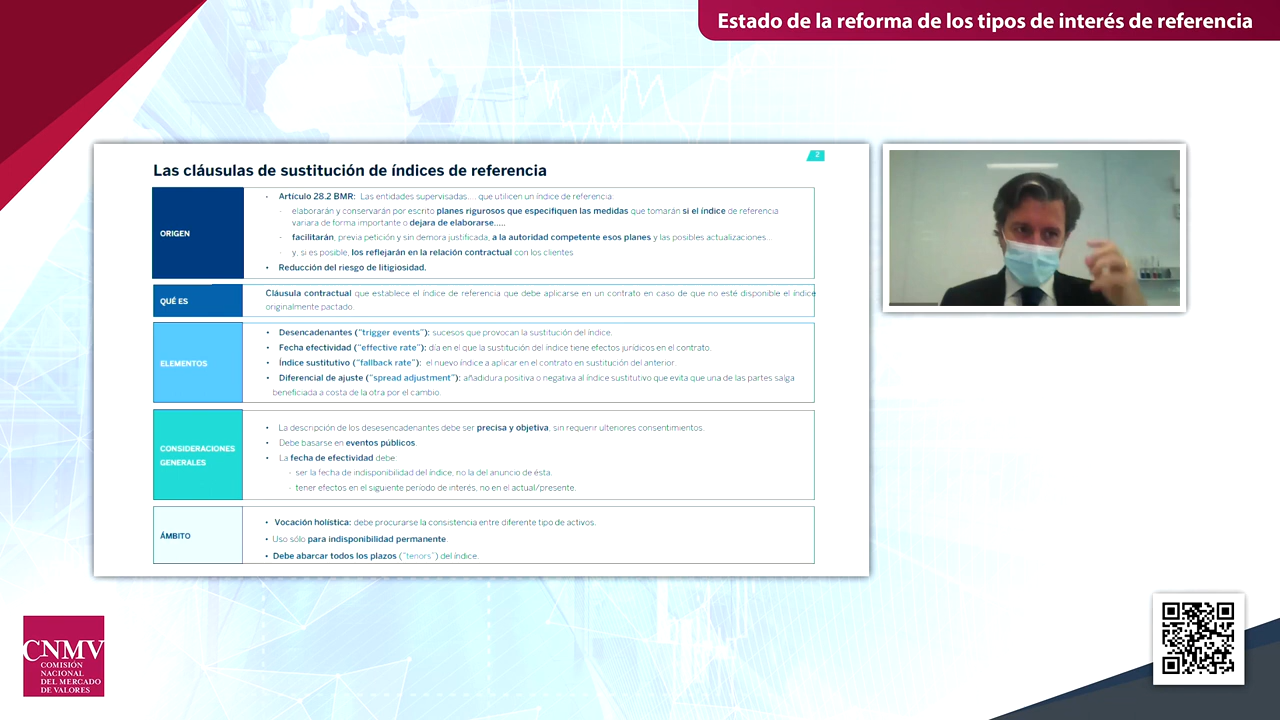 Estado de la reforma de los tipos de interés de referencia
2
Las cláusulas de sustitución de índices de referencia
ORIGEN
• Artículo 28.2 BMR: Las entidades supervisadas.... que utilicen un índice de referencia:
- elaborarán y conservarán por escrito planes rigurosos que especifiquen las medidas que tomarán si el índice de referencia
variara de forma importante o dejara de elaborarse.....
- facilitarán, previa petición y sin demora justificada, a la autoridad competente esos planes y las posibles actualizaciones...
- y, si es posible, los reflejarán en la relación contractual con los clientes.
• Reducción del riesgo de litigiosidad.
QUÉ ES
Cláusula contractual que establece el índice de referencia que debe aplicarse en un contrato en caso de que no esté disponible el índice
originalmente pactado.
ELEMENTOS
• Desencadenantes ("trigger events"): sucesos que provocan la sustitución del índice.
• Fecha efectividad ("effective rate"): día en el que la sustitución del índice tiene efectos jurídicos en el contrato.
• Índice sustitutivo ("fallback rate"): el nuevo índice a aplicar en el contrato en sustitución del anterior.
• Diferencial de ajuste ("spread adjustment"): añadidura positiva o negativa al índice sustitutivo que evita que una de las partes salga
beneficiada a costa de la otra por el cambio.
CONSIDERACIONES
GENERALES
• La descripción de los desesencadenantes debe ser precisa y objetiva, sin requerir ulteriores consentimientos.
• Debe basarse en eventos públicos.
• La fecha de efectividad debe:
- ser la fecha de indisponibilidad del índice, no la del anuncio de ésta.
- tener efectos en el siguiente período de interés, no en el actual/presente.
ÁMBITO
• Vocación holística: debe procurarse la consistencia entre diferente tipo de activos.
• Uso sólo para indisponibilidad permanente.
• Debe abarcar todos los plazos ("tenors") del índice.
CNMV
COMISIÓN
NACIONAL
DEL MERCADO
DE VALORES